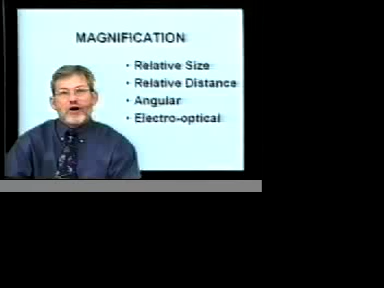 MAGNIFICATION
• Relative Size
• Relative Distance
• Angular
• Electro-optical